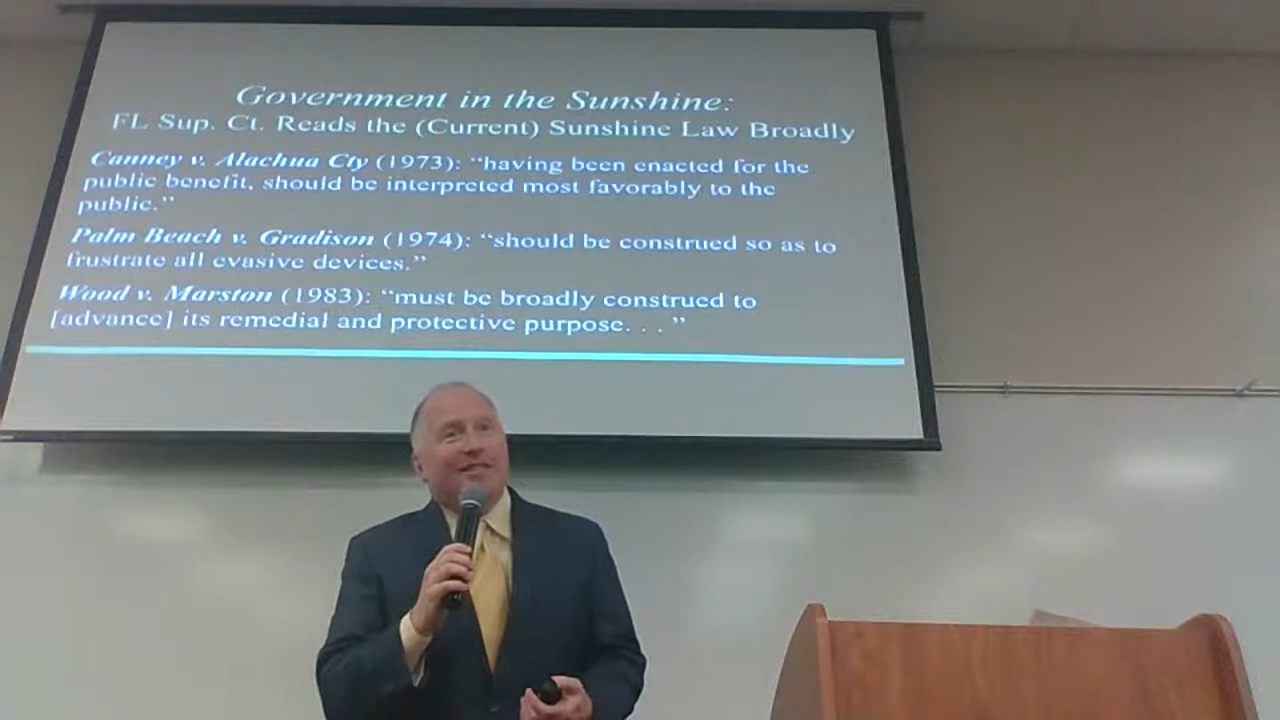 Government in the Sunshine:
FL Sup. Ct. Reads the (Current) Sunshine Law Broadly
Canney v. Alachua Cty (1973): “having been enacted for the
public benefit, should be interpreted most favorably to the
public.”
Palm Beach v. Gradison (1974): “should be construed so as to
frustrate all evasive devices.”
Wood v. Marston (1983): “must be broadly construed to
[advance] its remedial and protective purpose. . . ”